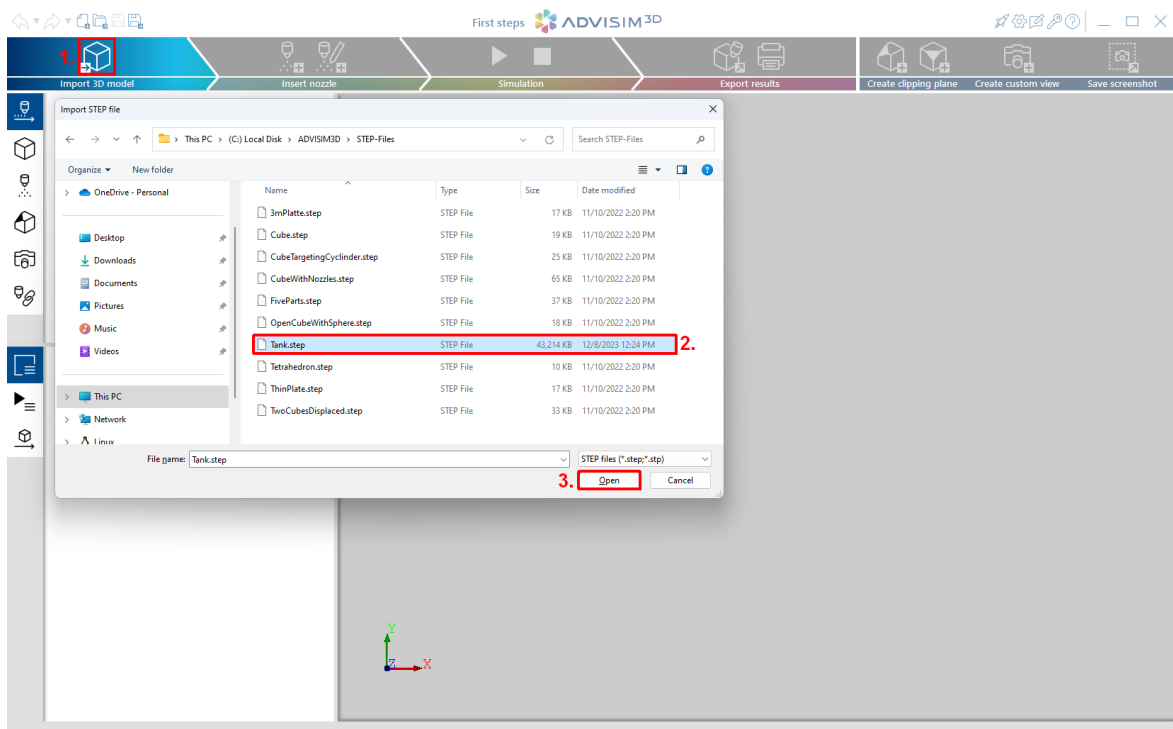 First steps ADVISIM3D
1.
Import 3D model Insert nozzle Simulation Export results Create clipping plane Create custom view Save screenshot
Import STEP file
This PC > (C:) Local Disk > ADVISIM3D > STEP-Files Search STEP-Files
Organize New folder
OneDrive - Personal
Desktop
Downloads
Documents
Pictures
Music
Videos
This PC
Network
Linux
Name Type Size Date modified
3mPlatte.step STEP File 17 KB 11/10/2022 2:20 PM
Cube.step STEP File 19 KB 11/10/2022 2:20 PM
CubeTargetingCyclinder.step STEP File 25 KB 11/10/2022 2:20 PM
CubeWithNozzles.step STEP File 65 KB 11/10/2022 2:20 PM
FiveParts.step STEP File 37 KB 11/10/2022 2:20 PM
OpenCubeWithSphere.step STEP File 18 KB 11/10/2022 2:20 PM
Tank.step STEP File 43,214 KB 12/8/2023 12:24 PM 2.
Tetrahedron.step STEP File 10 KB 11/10/2022 2:20 PM
ThinPlate.step STEP File 17 KB 11/10/2022 2:20 PM
TwoCubesDisplaced.step STEP File 33 KB 11/10/2022 2:20 PM
File name: Tank.step STEP files (*.step;*.stp)
3. Open Cancel
Y
Z X